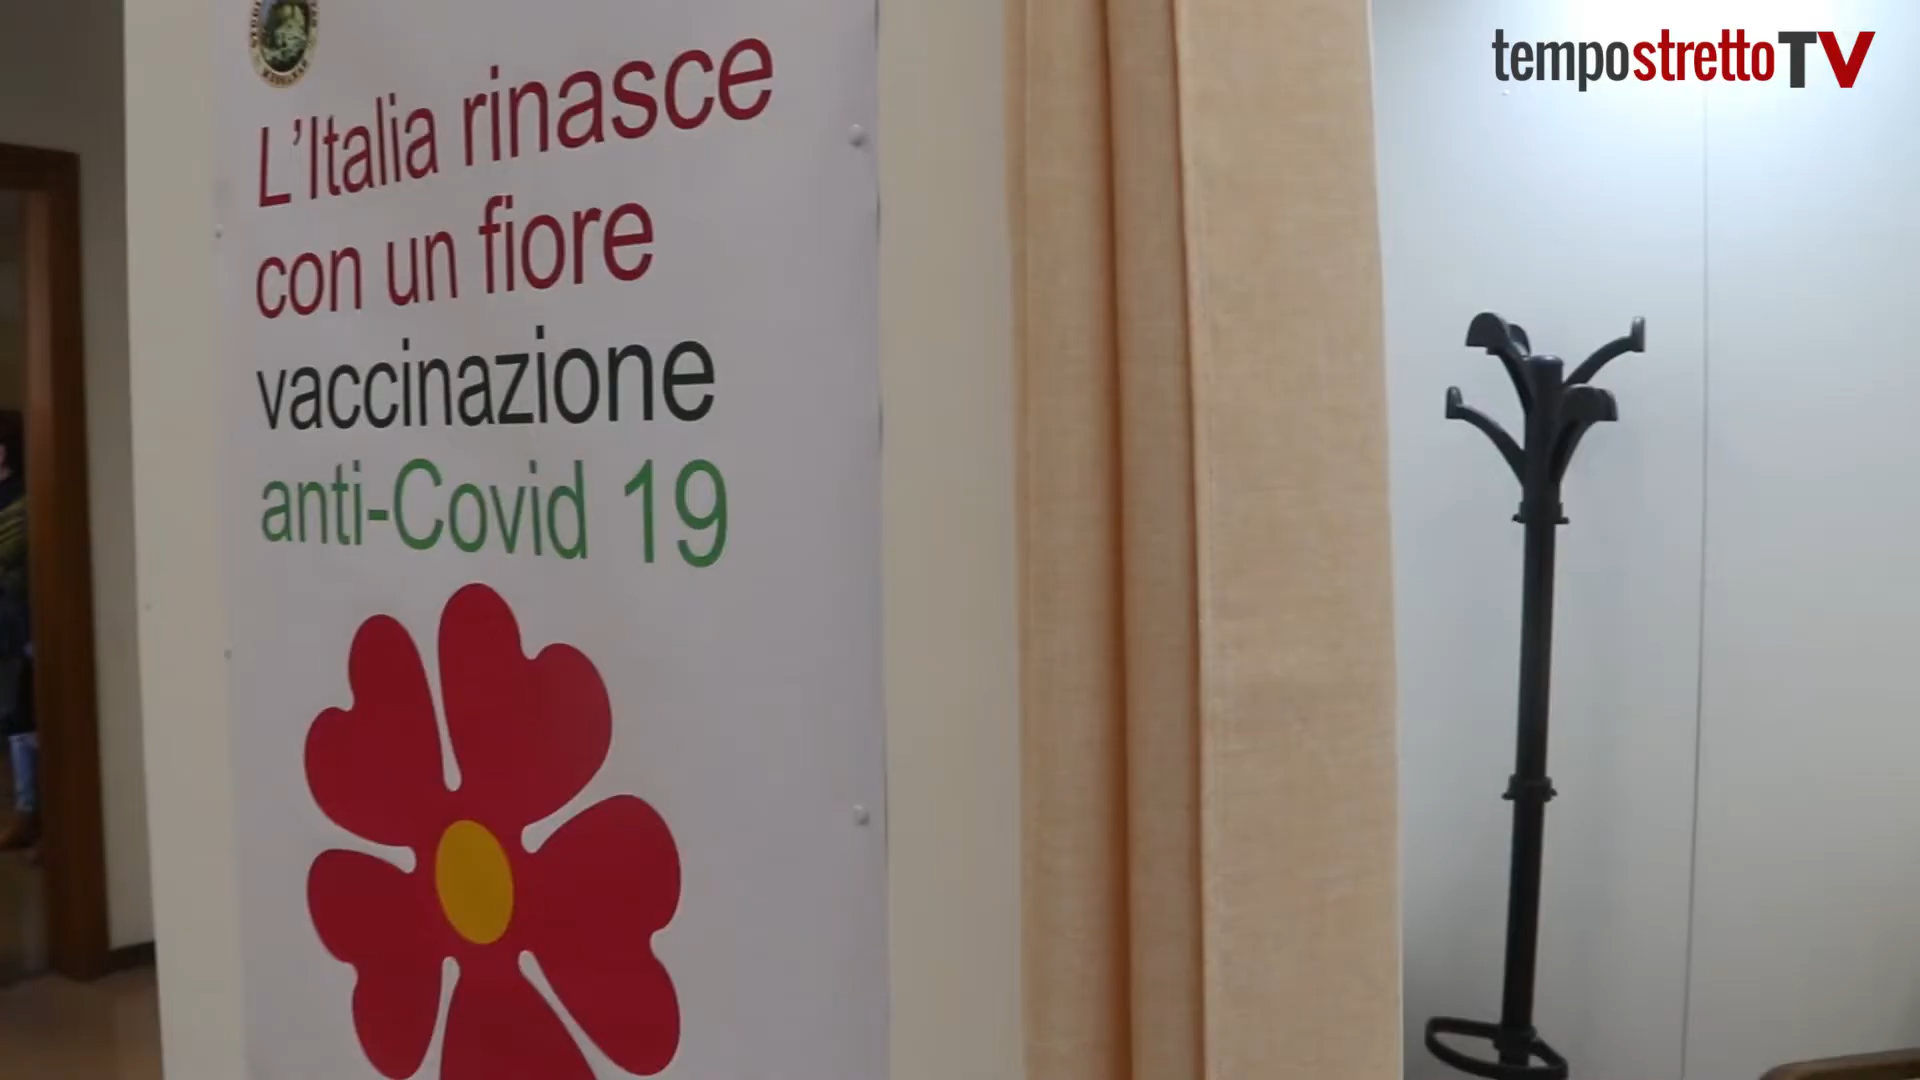 tempostrettoTV
L'Italia rinasce
con un fiore
vaccinazione
anti-Covid 19